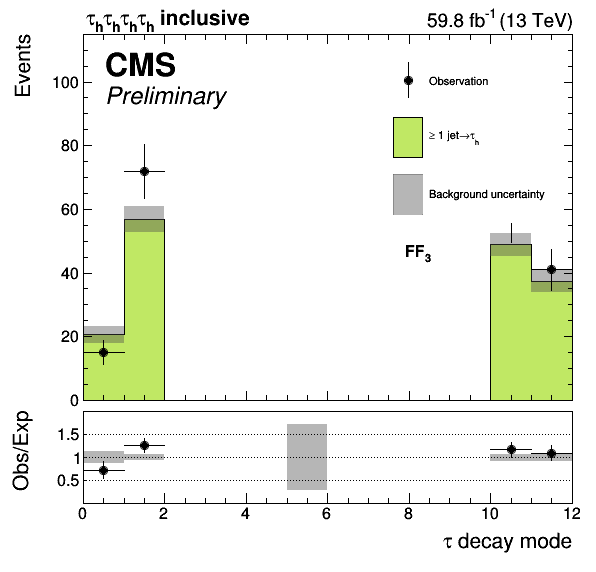 τhτhτhτh inclusive 59.8 fb⁻¹ (13 TeV)
Events
CMS
Preliminary
Observation
≥ 1 jet→τh
Background uncertainty
FF₃
100
80
60
40
20
0
Obs/Exp
1.5
1
0.5
0 2 4 6 8 10 12
τ decay mode